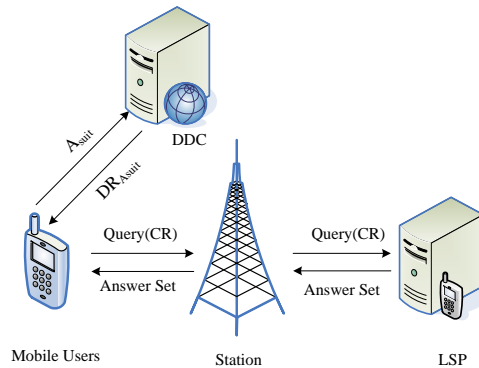 DDC
A_suit
DR_Asuit
Query(CR)
Answer Set
Query(CR)
Answer Set
Mobile Users
Station
LSP